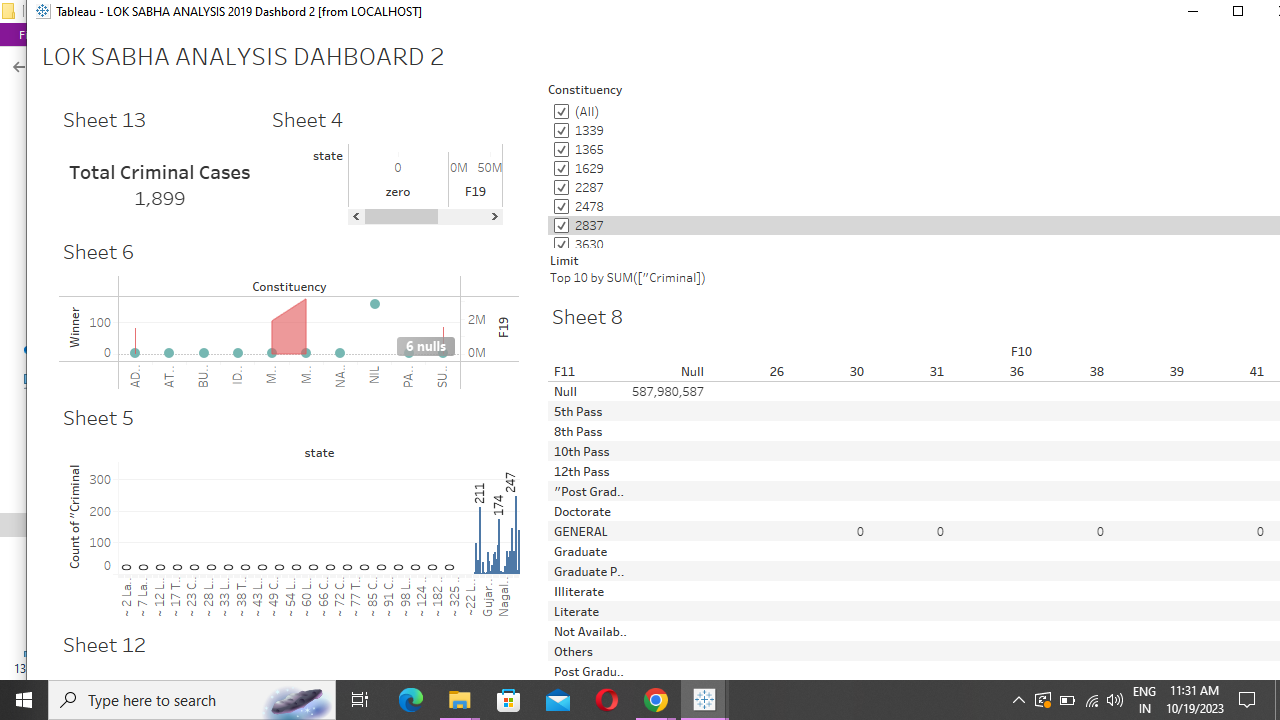 Tableau - LOK SABHA ANALYSIS 2019 Dashbord 2 [from LOCALHOST]
LOK SABHA ANALYSIS DAHBOARD 2
Sheet 13
Total Criminal Cases
1,899
Sheet 4
state
0
0M 50M
zero F19
Sheet 6
Constituency
Winner
100
0
2M
0M
F19
6 nulls
AD..
AT..
BU..
ID..
M..
M..
NA..
NIL
PA..
SU..
Sheet 5
state
Count of "Criminal
300
200
100
0
0 0 0 0 0 0 0 0 0 0 0 0 0 0 0 0 0 0 0 0 0
211
174
247
~ 2 La..
~ 7 La..
~ 12 L..
~ 17 T..
~ 23 C..
~ 28 L..
~ 33 L..
~ 38 T..
~ 43 L..
~ 49 C..
~ 54 L..
~ 60 L..
~ 66 C..
~ 72 C..
~ 77 T..
~ 85 C..
~ 91 C..
~ 98 L..
~ 124 ..
~ 182 ..
~ 325 ..
~22 L..
Gujar..
Nagal..
Sheet 12
Constituency
(All)
1339
1365
1629
2287
2478
2837
3630
Limit
Top 10 by SUM(["Criminal])
Sheet 8
F10
F11 Null 26 30 31 36 38 39 41
Null 587,980,587
5th Pass
8th Pass
10th Pass
12th Pass
"Post Grad..
Doctorate
GENERAL 0 0 0 0
Graduate
Graduate P..
Illiterate
Literate
Not Availab..
Others
Post Gradu..
13
Type here to search
ENG
IN
11:31 AM
10/19/2023